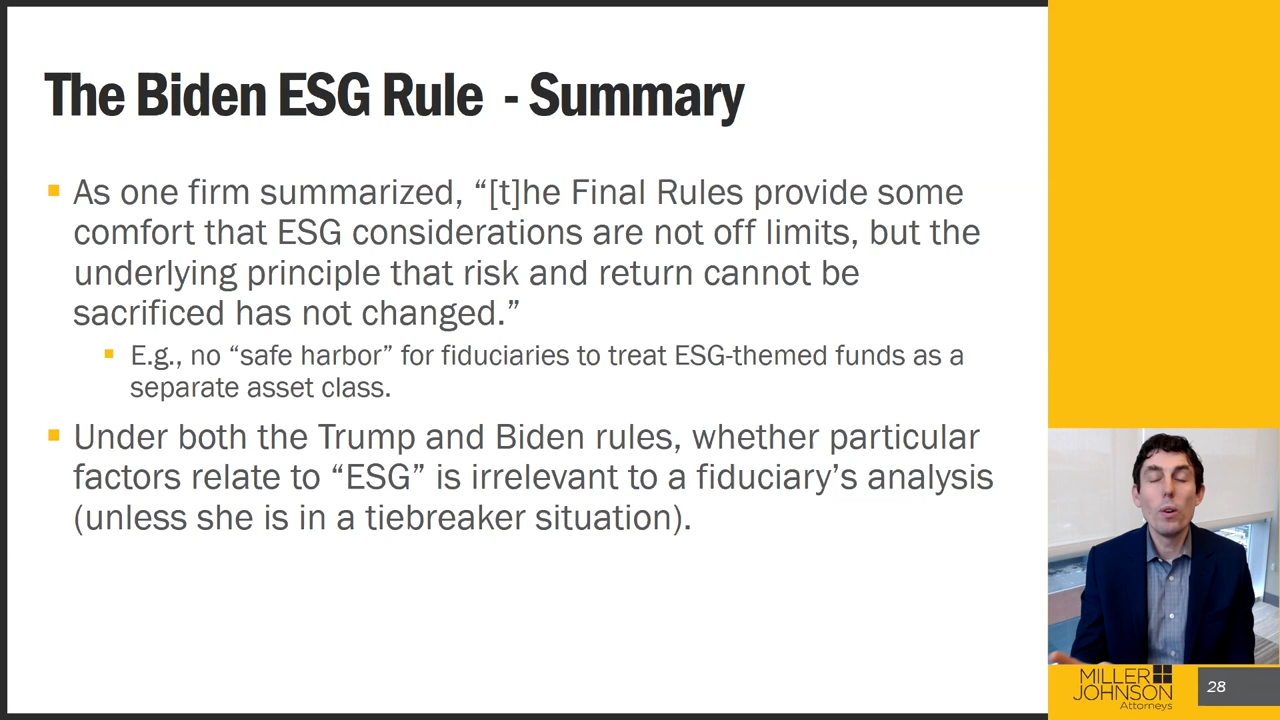 The Biden ESG Rule - Summary
▪ As one firm summarized, “[t]he Final Rules provide some
comfort that ESG considerations are not off limits, but the
underlying principle that risk and return cannot be
sacrificed has not changed.”
▪ E.g., no “safe harbor” for fiduciaries to treat ESG-themed funds as a
separate asset class.
▪ Under both the Trump and Biden rules, whether particular
factors relate to “ESG” is irrelevant to a fiduciary’s analysis
(unless she is in a tiebreaker situation).
MILLER
JOHNSON
Attorneys
28